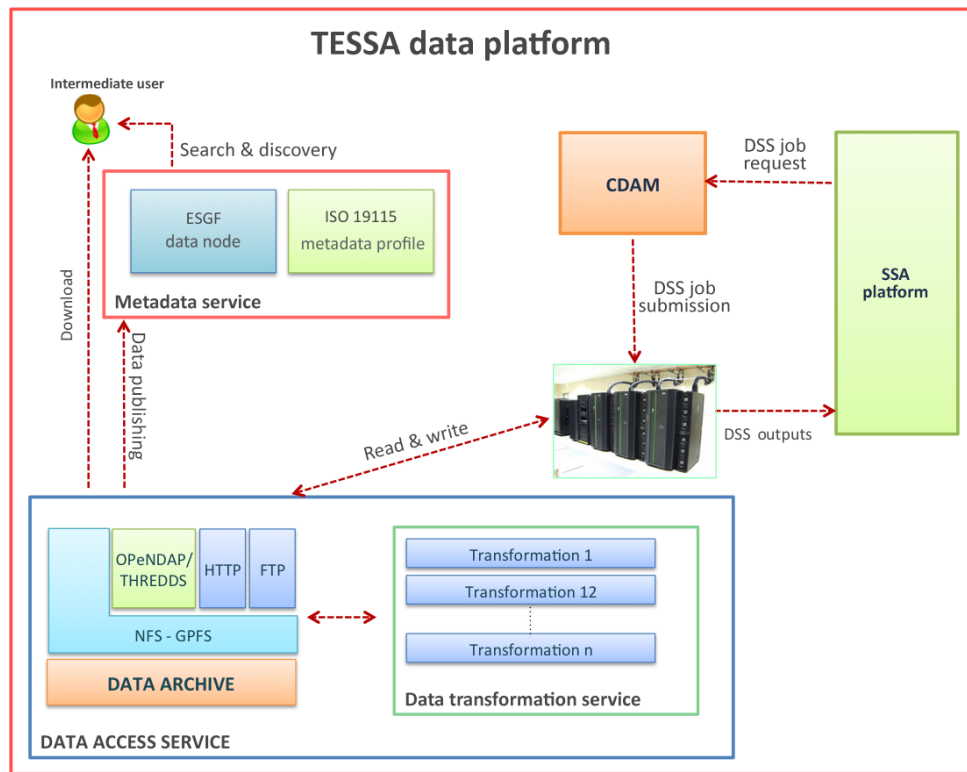 TESSA data platform
Intermediate user
Search & discovery
DSS job
request
CDAM
SSA
platform
ESGF
data node
ISO 19115
metadata profile
Metadata service
DSS job
submission
Download
Data publishing
Read & write
DSS outputs
OPeNDAP/
THREDDS
HTTP
FTP
NFS - GPFS
DATA ARCHIVE
Transformation 1
Transformation 12
Transformation n
Data transformation service
DATA ACCESS SERVICE